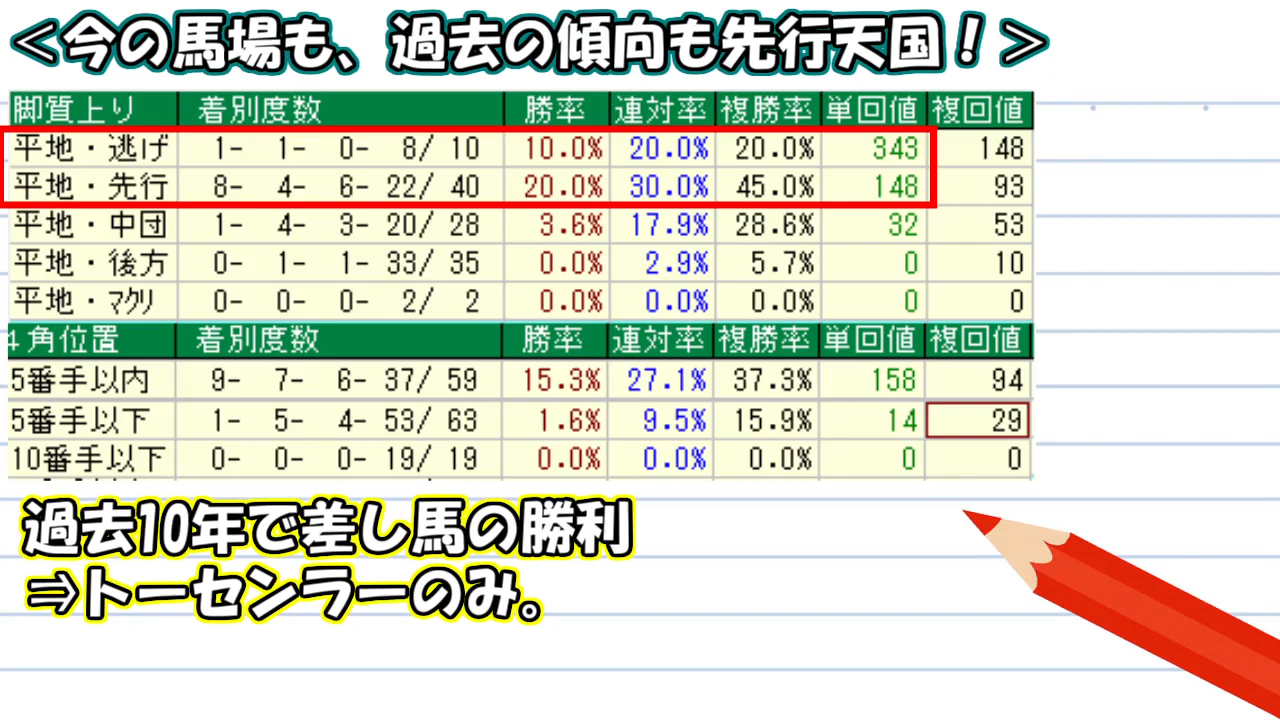 ＜今の馬場も、過去の傾向も先行天国！＞
脚質上り 着別度数 勝率 連対率 複勝率 単回値 複回値
平地・逃げ 1- 1- 0- 8/ 10 10.0% 20.0% 20.0% 343 148
平地・先行 8- 4- 6- 22/ 40 20.0% 30.0% 45.0% 148 93
平地・中団 1- 4- 3- 20/ 28 3.6% 17.9% 28.6% 32 53
平地・後方 0- 1- 1- 33/ 35 0.0% 2.9% 5.7% 0 10
平地・マクリ 0- 0- 0- 2/ 2 0.0% 0.0% 0.0% 0 0
4角位置 着別度数 勝率 連対率 複勝率 単回値 複回値
5番手以内 9- 7- 6- 37/ 59 15.3% 27.1% 37.3% 158 94
5番手以下 1- 5- 4- 53/ 63 1.6% 9.5% 15.9% 14 29
10番手以下 0- 0- 0- 19/ 19 0.0% 0.0% 0.0% 0 0
過去10年で差し馬の勝利
⇒トーセンラーのみ。